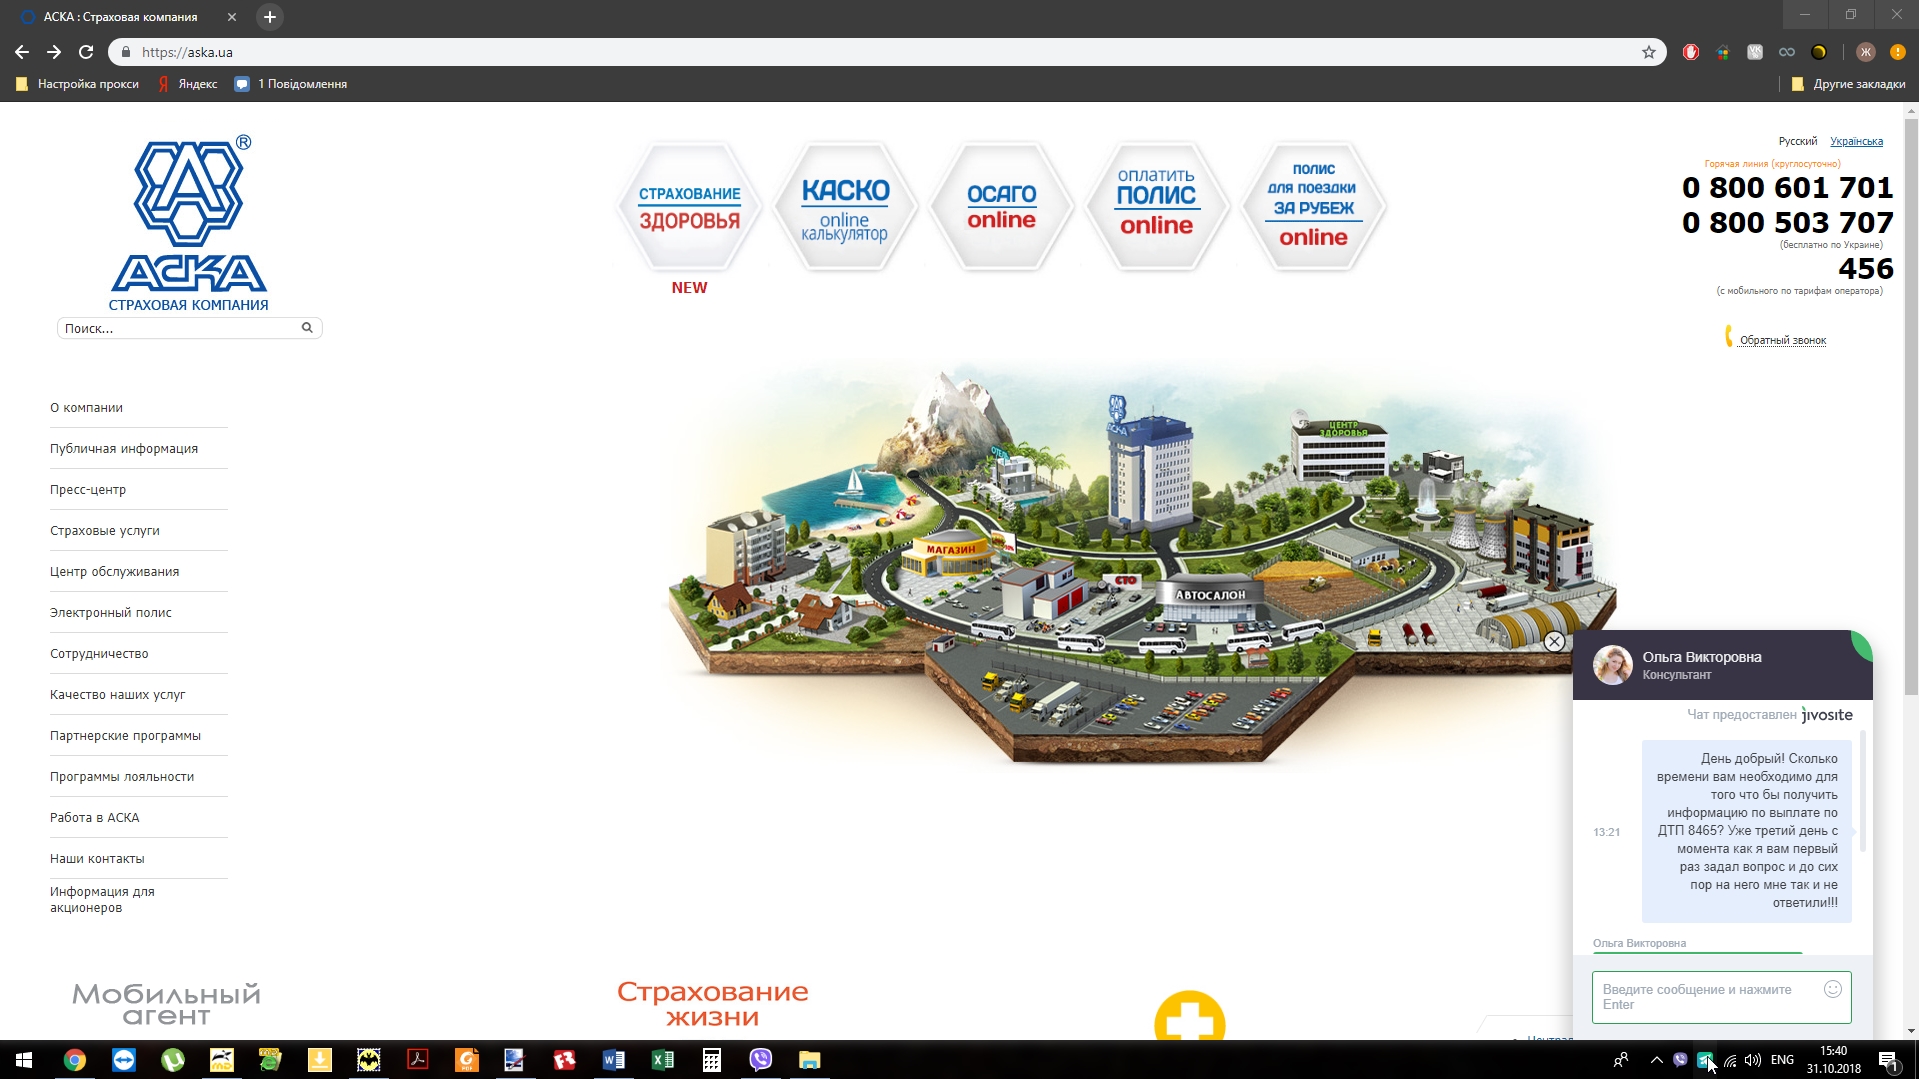 АСКА : Страховая компания
https://aska.ua
Настройка прокси
Яндекс
1 Повідомлення
Другие закладки
АСКА
СТРАХОВАЯ КОМПАНИЯ
Поиск...
СТРАХОВАНИЕ
ЗДОРОВЬЯ
NEW
КАСКО
online
калькулятор
ОСАГО
online
оплатить
ПОЛИС
online
ПОЛИС
для поездки
ЗА РУБЕЖ
online
Русский Українська
Горячая линия (круглосуточно)
0 800 601 701
0 800 503 707
(бесплатно по Украине)
456
(с мобильного по тарифам оператора)
Обратный звонок
О компании
Публичная информация
Пресс-центр
Страховые услуги
Центр обслуживания
Электронный полис
Сотрудничество
Качество наших услуг
Партнерские программы
Программы лояльности
Работа в АСКА
Наши контакты
Информация для
акционеров
АСКА
ЦЕНТР
ЗДОРОВЬЯ
ОТЕЛЬ
МАГАЗИН
СТО
АВТОСАЛОН
Ольга Викторовна
Консультант
Чат предоставлен jivosite
День добрый! Сколько
времени вам необходимо для
того что бы получить
информацию по выплате по
ДТП 8465? Уже третий день с
момента как я вам первый
раз задал вопрос и до сих
пор на него мне так и не
ответили!!!
13:21
Ольга Викторовна
Введите сообщение и нажмите
Enter
Мобильный
агент
Страхование
жизни
ENG
15:40
31.10.2018
1